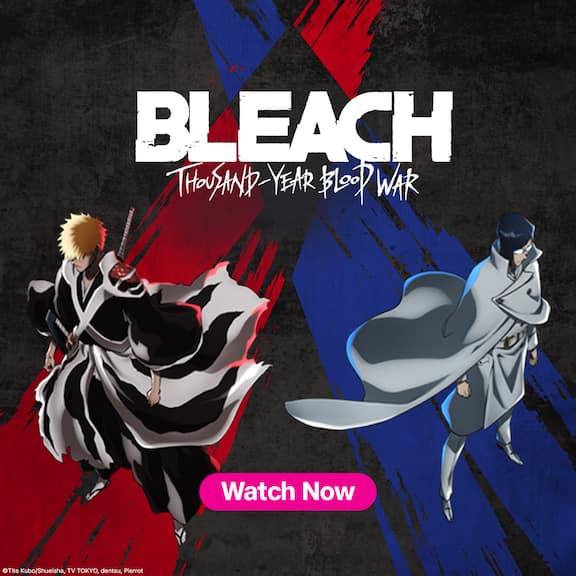 BLEACH
THOUSAND-YEAR BLOOD WAR
Watch Now
©Tite Kubo/Shueisha, TV TOKYO, dentsu, Pierrot